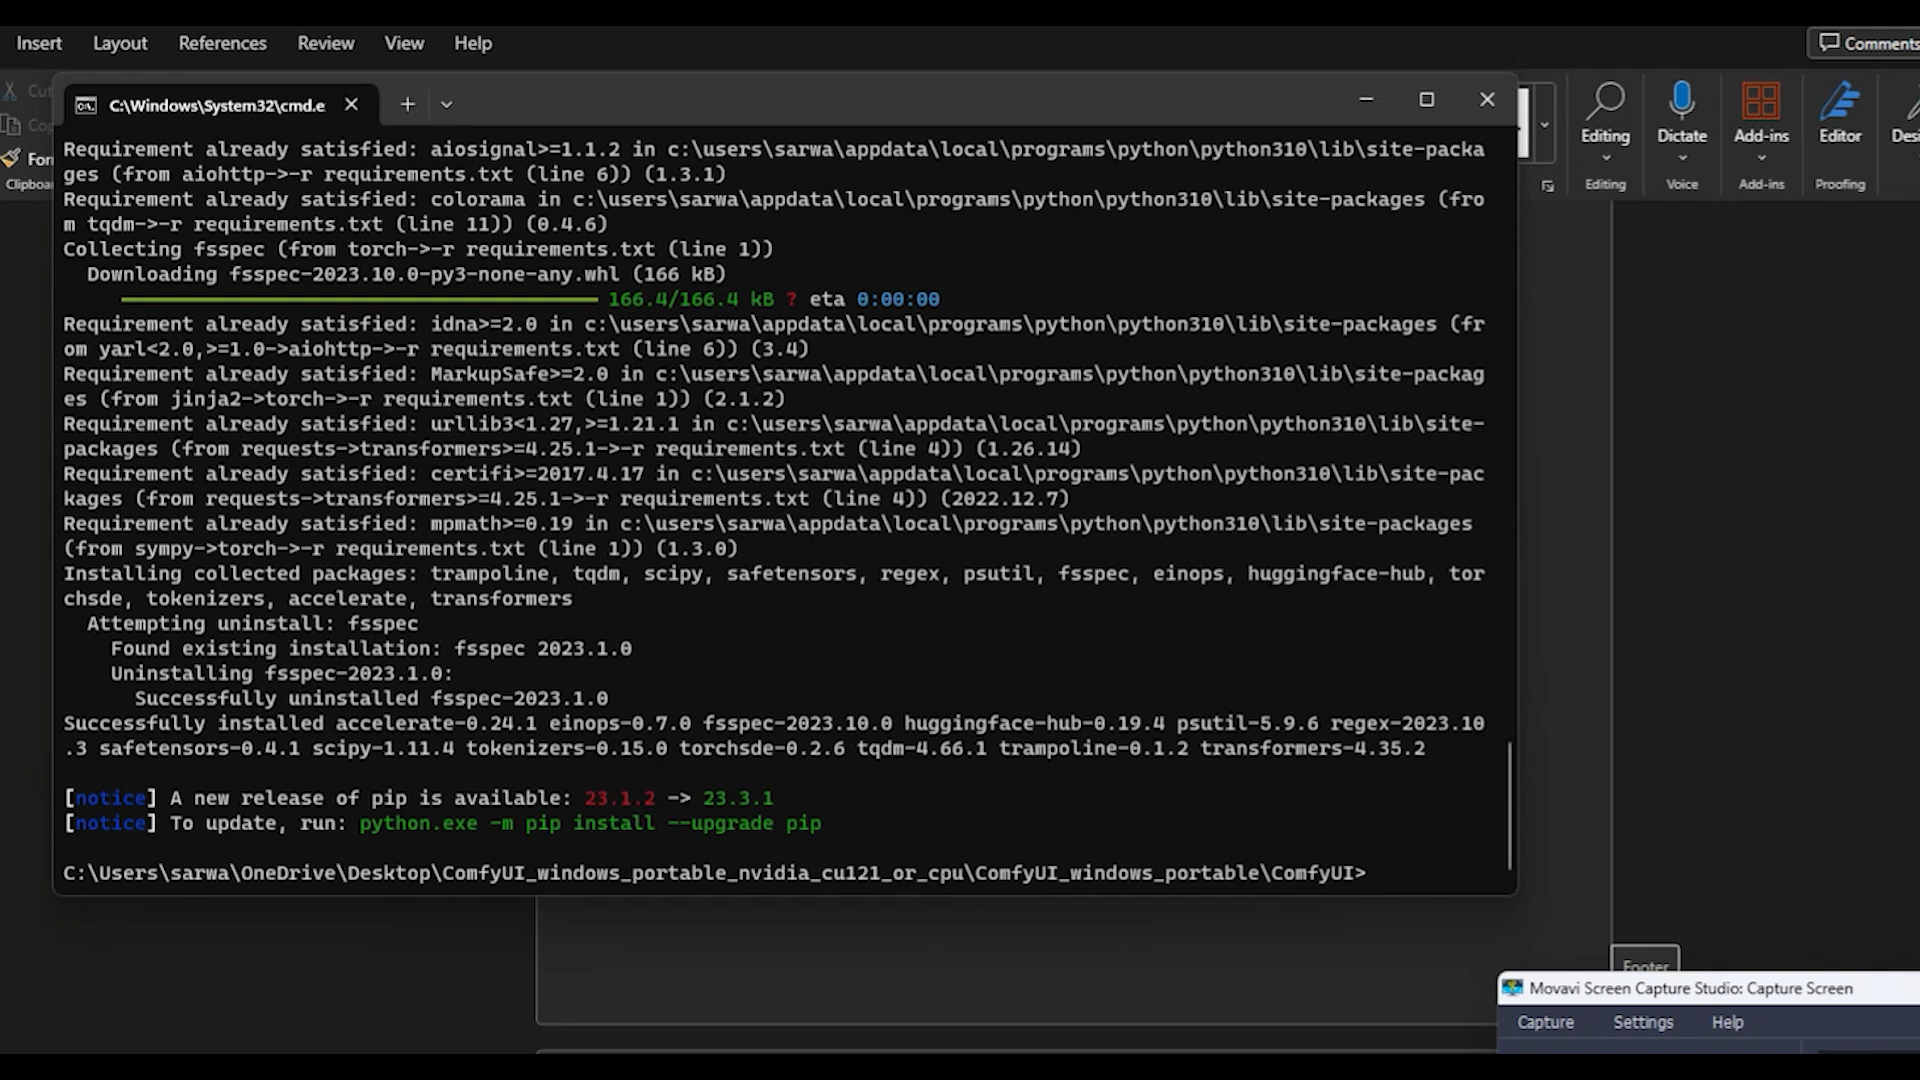 Insert Layout References Review View Help
Comments
C:\Windows\System32\cmd.e
Editing Dictate Add-ins Editor
Clipboa Editing Voice Add-ins Proofing
Requirement already satisfied: aiosignal>=1.1.2 in c:\users\sarwa\appdata\local\programs\python\python310\lib\site-packa
ges (from aiohttp->-r requirements.txt (line 6)) (1.3.1)
Requirement already satisfied: colorama in c:\users\sarwa\appdata\local\programs\python\python310\lib\site-packages (fro
m tqdm->-r requirements.txt (line 11)) (0.4.6)
Collecting fsspec (from torch->-r requirements.txt (line 1))
Downloading fsspec-2023.10.0-py3-none-any.whl (166 kB)
166.4/166.4 kB ? eta 0:00:00
Requirement already satisfied: idna>=2.0 in c:\users\sarwa\appdata\local\programs\python\python310\lib\site-packages (fr
om yarl<2.0,>=1.0->aiohttp->-r requirements.txt (line 6)) (3.4)
Requirement already satisfied: MarkupSafe>=2.0 in c:\users\sarwa\appdata\local\programs\python\python310\lib\site-packag
es (from jinja2->torch->-r requirements.txt (line 1)) (2.1.2)
Requirement already satisfied: urllib3<1.27,>=1.21.1 in c:\users\sarwa\appdata\local\programs\python\python310\lib\site-
packages (from requests->transformers>=4.25.1->-r requirements.txt (line 4)) (1.26.14)
Requirement already satisfied: certifi>=2017.4.17 in c:\users\sarwa\appdata\local\programs\python\python310\lib\site-pac
kages (from requests->transformers>=4.25.1->-r requirements.txt (line 4)) (2022.12.7)
Requirement already satisfied: mpmath>=0.19 in c:\users\sarwa\appdata\local\programs\python\python310\lib\site-packages
(from sympy->torch->-r requirements.txt (line 1)) (1.3.0)
Installing collected packages: trampoline, tqdm, scipy, safetensors, regex, psutil, fsspec, einops, huggingface-hub, tor
chsde, tokenizers, accelerate, transformers
Attempting uninstall: fsspec
Found existing installation: fsspec 2023.1.0
Uninstalling fsspec-2023.1.0:
Successfully uninstalled fsspec-2023.1.0
Successfully installed accelerate-0.24.1 einops-0.7.0 fsspec-2023.10.0 huggingface-hub-0.19.4 psutil-5.9.6 regex-2023.10
.3 safetensors-0.4.1 scipy-1.11.4 tokenizers-0.15.0 torchsde-0.2.6 tqdm-4.66.1 trampoline-0.1.2 transformers-4.35.2
[notice] A new release of pip is available: 23.1.2 -> 23.3.1
[notice] To update, run: python.exe -m pip install --upgrade pip
C:\Users\sarwa\OneDrive\Desktop\ComfyUI_windows_portable_nvidia_cu121_or_cpu\ComfyUI_windows_portable\ComfyUI>
Footer
Movavi Screen Capture Studio: Capture Screen
Capture Settings Help